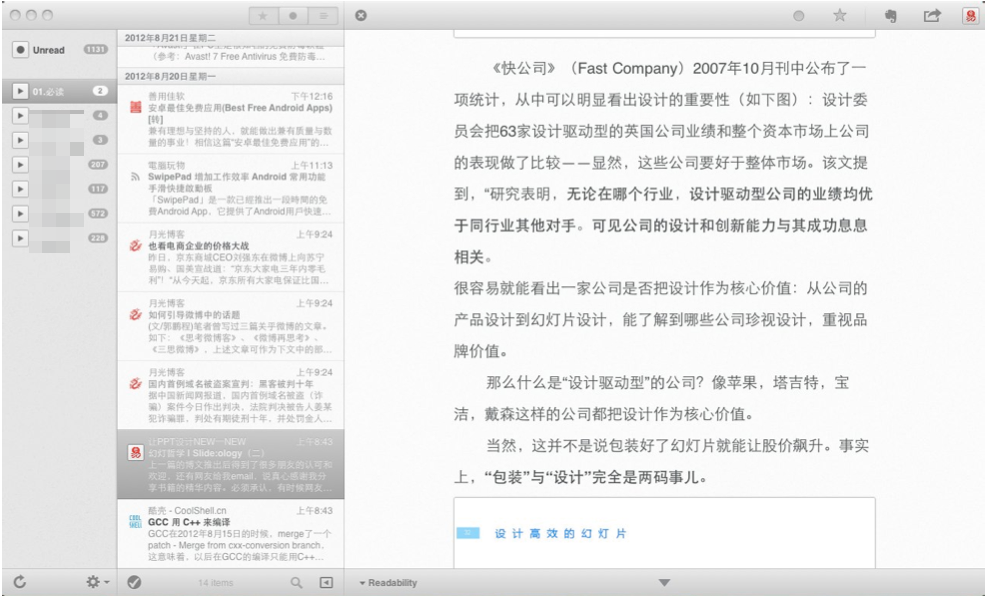 Unread 1131
01.必读 2
4
3
207
117
572
228
2012年8月21日星期二
（参考：Avast! 7 Free Antivirus 免费防毒…
2012年8月20日星期一
善用佳软 下午12:16
安卓最佳免费应用(Best Free Android Apps)
[转]
兼有理想与坚持的人，就能做出兼有质量与数
量的事业！相信这篇“安卓最佳免费应用”的…
電腦玩物 上午11:13
SwipePad 增加工作效率 Android 常用功能
手滑快捷啟動板
「SwipePad」是一款已經推出一段時間的免
費Android App，它提供了Android用戶快速…
月光博客 上午9:24
也看电商企业的价格大战
昨日，京东商城CEO刘强东在微博上向苏宁
易购、国美宣战道：“京东大家电三年内零毛
利”！“从今天起，京东所有大家电保证比国…
月光博客 上午9:24
如何引导微博中的话题
(文/郭鹏程)笔者曾写过三篇关乎微博的文章。
如下：《思考微博客》、《微博再思考》、
《三思微博》，上述文章可作为下文中的部…
月光博客 上午9:24
国内首例域名被盗案宣判：黑客被判十年
据中国新闻网报道，国内首例域名被盗（诈
骗）案件今日作出判决，法院判决被告人姜某
犯诈骗罪，判处有期徒刑十年，并处罚金人…
让PPT设计NEW一NEW 上午8:43
幻灯哲学 I Slide:ology（二）
上一篇的博文推出后得到了很多朋友的认可和
欢迎，还有网友给我email，说真心感谢我分
享书籍的精华内容。必须承认，有时候网友…
酷壳 - CoolShell.cn 上午8:43
GCC 用 C++ 来编译
GCC在2012年8月15日的时候，merge了一个
patch - Merge from cxx-conversion branch，
这意味着，以后在GCC的编译只能用C++…
14 items
《快公司》（Fast Company）2007年10月刊中公布了一
项统计，从中可以明显看出设计的重要性（如下图）：设计委
员会把63家设计驱动型的英国公司业绩和整个资本市场上公司
的表现做了比较——显然，这些公司要好于整体市场。该文提
到，“研究表明，无论在哪个行业，设计驱动型公司的业绩均优
于同行业其他对手。可见公司的设计和创新能力与其成功息息
相关。
很容易就能看出一家公司是否把设计作为核心价值：从公司的
产品设计到幻灯片设计，能了解到哪些公司珍视设计，重视品
牌价值。
那么什么是“设计驱动型”的公司？像苹果，塔吉特，宝
洁，戴森这样的公司都把设计作为核心价值。
当然，这并不是说包装好了幻灯片就能让股价飙升。事实
上，“包装”与“设计”完全是两码事儿。
设计高效的幻灯片
Readability